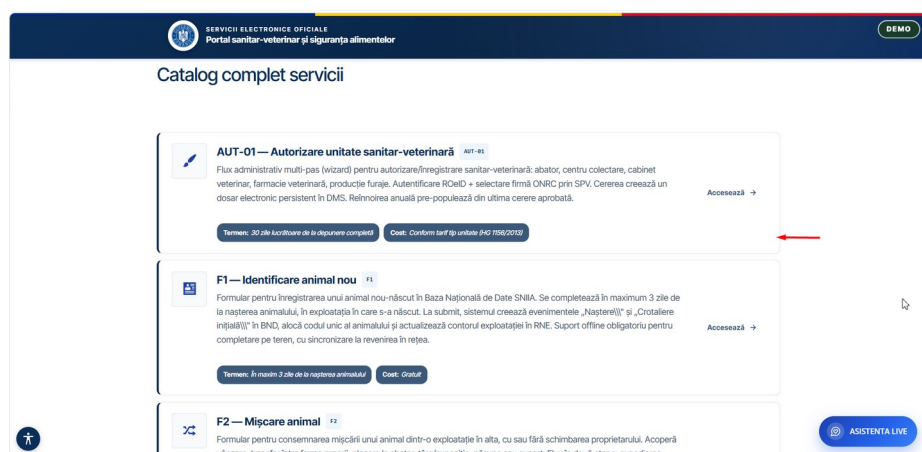 SERVICII ELECTRONICE OFICIALE
Portal sanitar-veterinar și siguranța alimentelor
DEMO
Catalog complet servicii
AUT-01 — Autorizare unitate sanitar-veterinară AUT-01
Flux administrativ multi-pas (wizard) pentru autorizare/înregistrare sanitar-veterinară: abator, centru colectare, cabinet
veterinar, farmacie veterinară, producție furaje. Autentificare ROeID + selectare firmă ONRC prin SPV. Cererea creează un
dosar electronic persistent în DMS. Reînnoirea anuală pre-populează din ultima cerere aprobată.
Accesează →
Termen: 30 zile lucrătoare de la depunere completă Cost: Conform tarif tip unitate (HG 1156/2013)
F1 — Identificare animal nou F1
Formular pentru înregistrarea unui animal nou-născut în Baza Națională de Date SNIIA. Se completează în maximum 3 zile de
la nașterea animalului, în exploatația în care s-a născut. La submit, sistemul creează evenimentele „Naștere\\\" și „Crotaliere
inițială\\\" în BND, alocă codul unic al animalului și actualizează contorul exploatației în RNE. Suport offline obligatoriu pentru
completare pe teren, cu sincronizare la revenirea în rețea.
Accesează →
Termen: În maxim 3 zile de la nașterea animalului Cost: Gratuit
F2 — Mișcare animal F2
Formular pentru consemnarea mișcării unui animal dintr-o exploatație în alta, cu sau fără schimbarea proprietarului. Acoperă
ASISTENTA LIVE